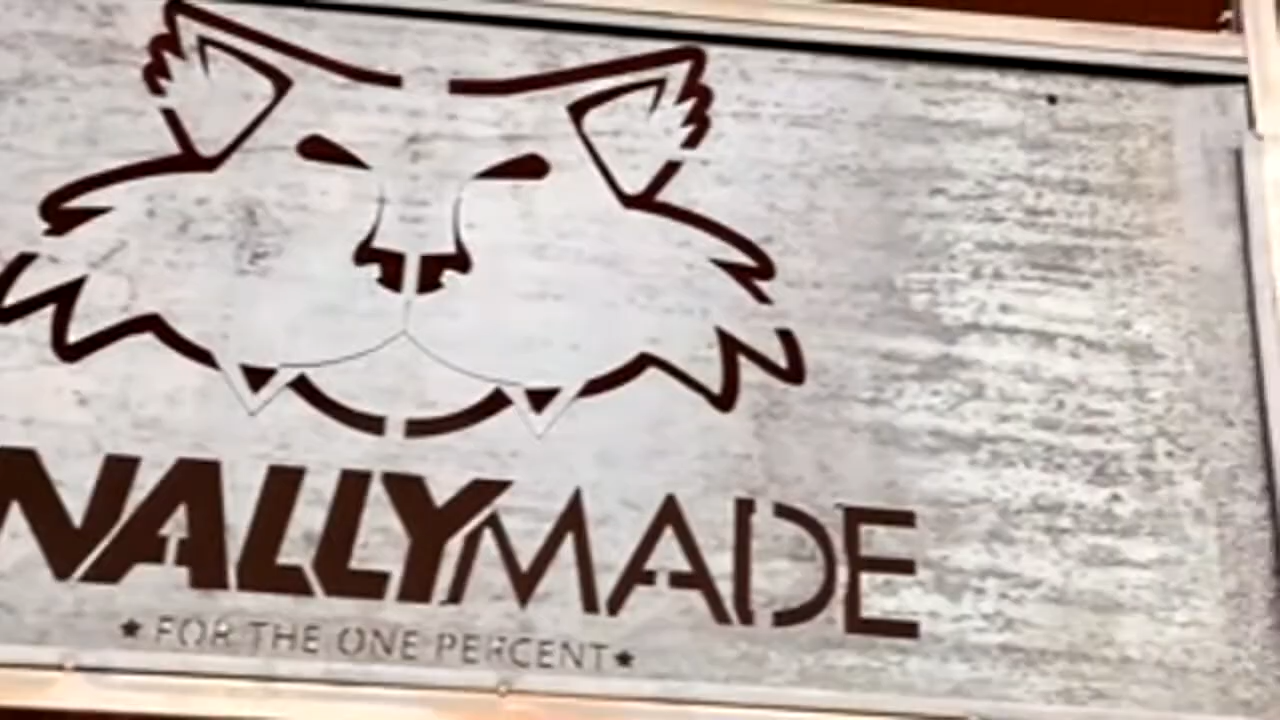 NALLYMADE
★ FOR THE ONE PERCENT ★